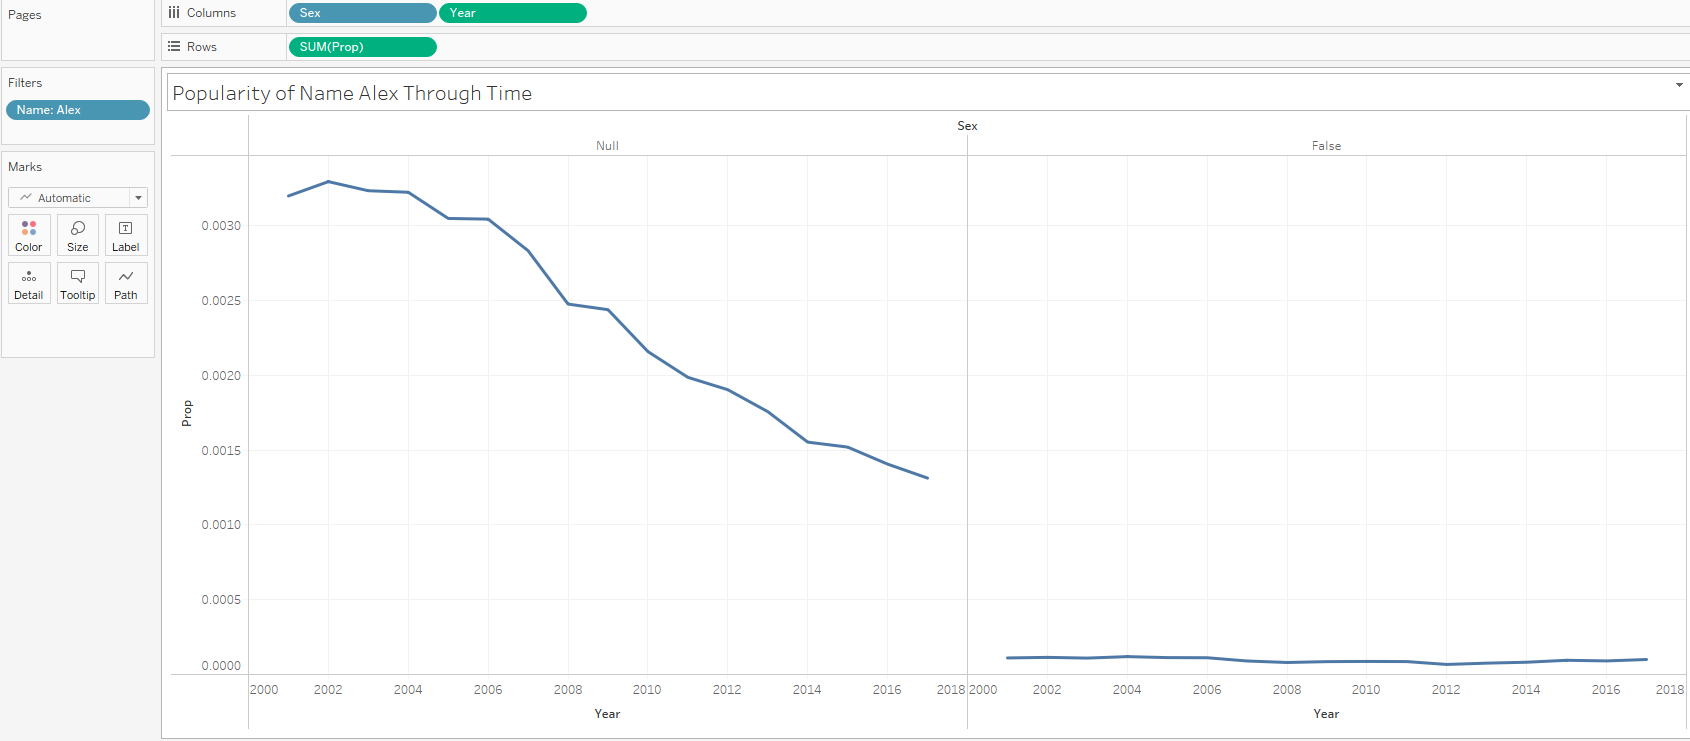 Pages
Columns
Sex
Year
Rows
SUM(Prop)
Filters
Name: Alex
Marks
Automatic
Color
Size
Label
Detail
Tooltip
Path
Popularity of Name Alex Through Time
Sex
Null
False
Prop
0.0030
0.0025
0.0020
0.0015
0.0010
0.0005
0.0000
2000 2002 2004 2006 2008 2010 2012 2014 2016 2018 2000 2002 2004 2006 2008 2010 2012 2014 2016 2018
Year
Year